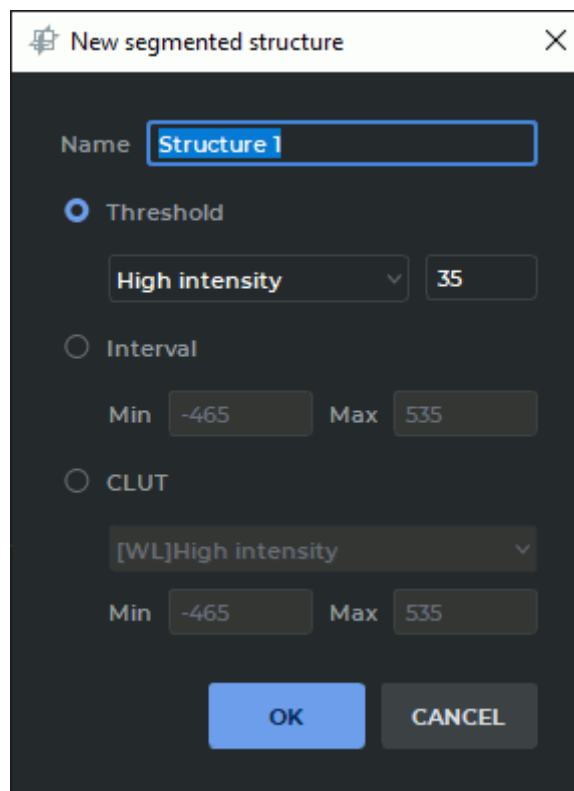 New segmented structure
Name Structure 1
Threshold
High intensity 35
Interval
Min -465 Max 535
CLUT
[WL]High intensity
Min -465 Max 535
OK CANCEL